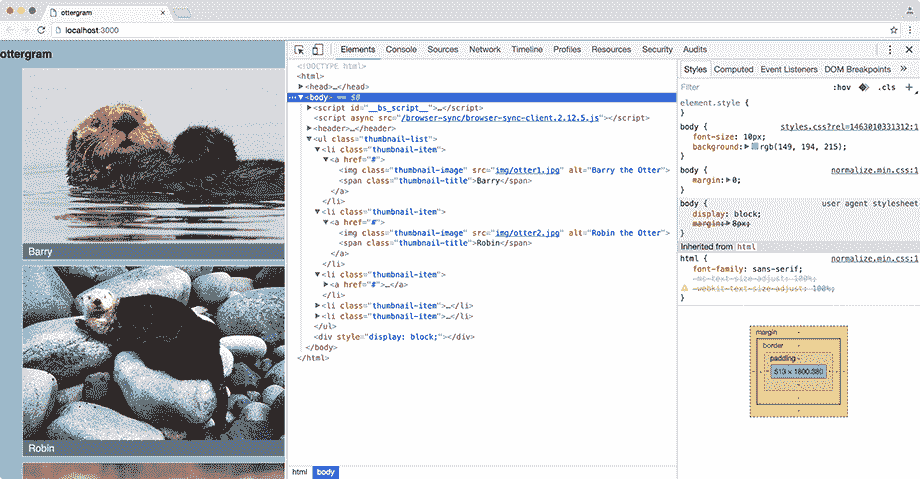 ottergram
localhost:3000
ottergram
Barry
Robin
Elements Console Sources Network Timeline Profiles Resources Security Audits
<!DOCTYPE html>
<html>
<head>…</head>
<body> == $0
<script id="__bs_script__">…</script>
<script async src="/browser-sync/browser-sync-client.2.12.5.js"></script>
<header>…</header>
<ul class="thumbnail-list">
<li class="thumbnail-item">
<a href="#">
<img class="thumbnail-image" src="img/otter1.jpg" alt="Barry the Otter">
<span class="thumbnail-title">Barry</span>
</a>
</li>
<li class="thumbnail-item">
<a href="#">
<img class="thumbnail-image" src="img/otter2.jpg" alt="Robin the Otter">
<span class="thumbnail-title">Robin</span>
</a>
</li>
<li class="thumbnail-item">
<a href="#">…</a>
</li>
<li class="thumbnail-item">…</li>
<li class="thumbnail-item">…</li>
</ul>
<div style="display: block;"></div>
</body>
</html>
html body
Styles Computed Event Listeners DOM Breakpoints »
Filter :hov .cls +
element.style {
}
body { styles.css?rel=1463010331312:1
font-size: 10px;
background: rgb(149, 194, 215);
}
body { normalize.min.css:1
margin: 0;
}
body { user agent stylesheet
display: block;
margin: 8px;
}
Inherited from html
html { normalize.min.css:1
font-family: sans-serif;
-ms-text-size-adjust: 100%;
-webkit-text-size-adjust: 100%;
}
margin -
border -
padding -
513 × 1800.380